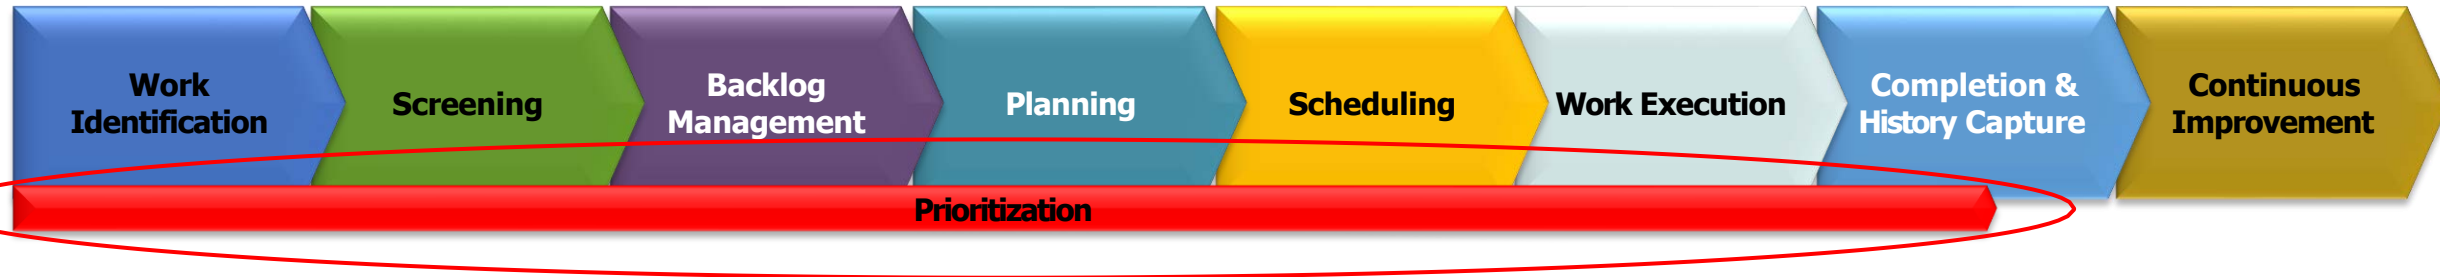 Work
Identification
Screening
Backlog
Management
Planning
Scheduling
Work Execution
Completion &
History Capture
Continuous
Improvement
Prioritization